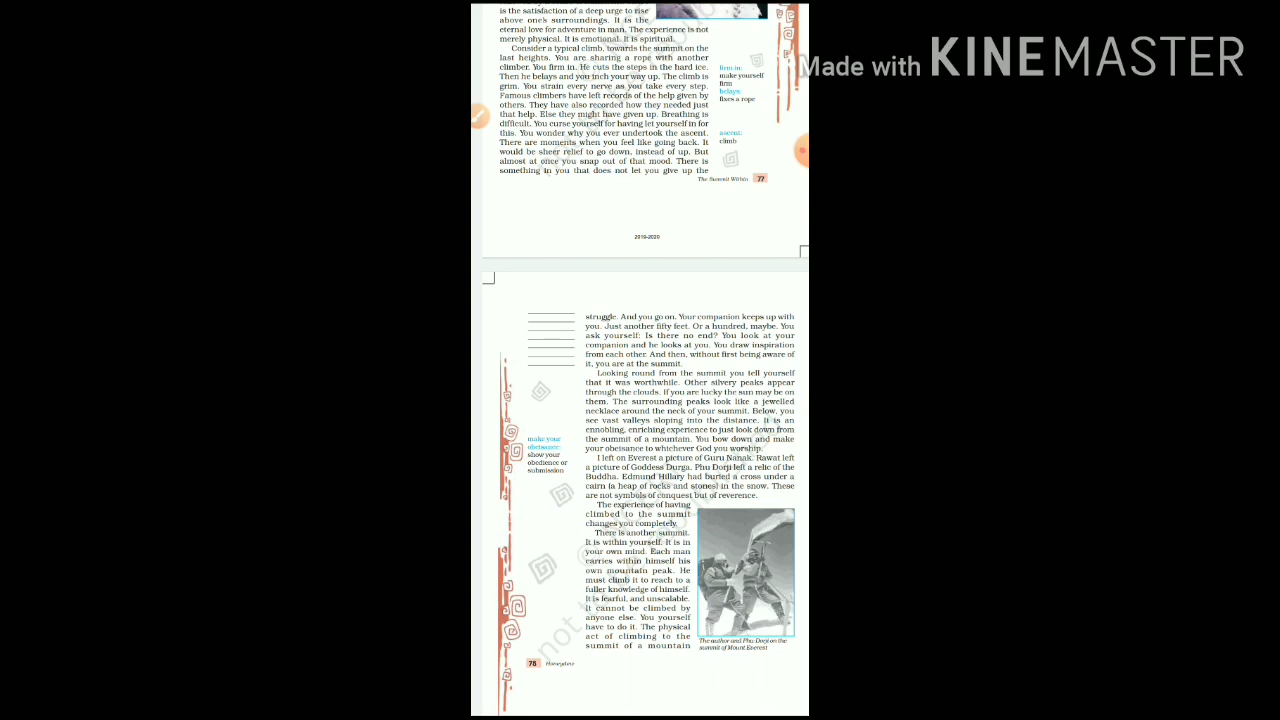 Made with KINEMASTER
is the satisfaction of a deep urge to rise
above one's surroundings. It is the
eternal love for adventure in man. The experience is not
merely physical. It is emotional. It is spiritual.
Consider a typical climb, towards the summit on the
last heights. You are sharing a rope with another
climber. You firm in. He cuts the steps in the hard ice.
Then he belays and you inch your way up. The climb is
grim. You strain every nerve as you take every step.
Famous climbers have left records of the help given by
others. They have also recorded how they needed just
that help. Else they might have given up. Breathing is
difficult. You curse yourself for having let yourself in for
this. You wonder why you ever undertook the ascent.
There are moments when you feel like going back. It
would be sheer relief to go down, instead of up. But
almost at once you snap out of that mood. There is
something in you that does not let you give up the
firm in:
make yourself
firm
belays:
fixes a rope
ascent:
climb
The Summit Within 77
2019-2020
struggle. And you go on. Your companion keeps up with
you. Just another fifty feet. Or a hundred, maybe. You
ask yourself: Is there no end? You look at your
companion and he looks at you. You draw inspiration
from each other. And then, without first being aware of
it, you are at the summit.
Looking round from the summit you tell yourself
that it was worthwhile. Other silvery peaks appear
through the clouds. If you are lucky the sun may be on
them. The surrounding peaks look like a jewelled
necklace around the neck of your summit. Below, you
see vast valleys sloping into the distance. It is an
ennobling, enriching experience to just look down from
the summit of a mountain. You bow down and make
your obeisance to whichever God you worship.
I left on Everest a picture of Guru Nanak. Rawat left
a picture of Goddess Durga. Phu Dorji left a relic of the
Buddha. Edmund Hillary had buried a cross under a
cairn (a heap of rocks and stones) in the snow. These
are not symbols of conquest but of reverence.
The experience of having
climbed to the summit
changes you completely.
There is another summit.
It is within yourself. It is in
your own mind. Each man
carries within himself his
own mountain peak. He
must climb it to reach to a
fuller knowledge of himself.
It is fearful, and unscalable.
It cannot be climbed by
anyone else. You yourself
have to do it. The physical
act of climbing to the
summit of a mountain
make your
obeisance:
show your
obedience or
submission
The author and Phu Dorji on the
summit of Mount Everest
78 Honeydew